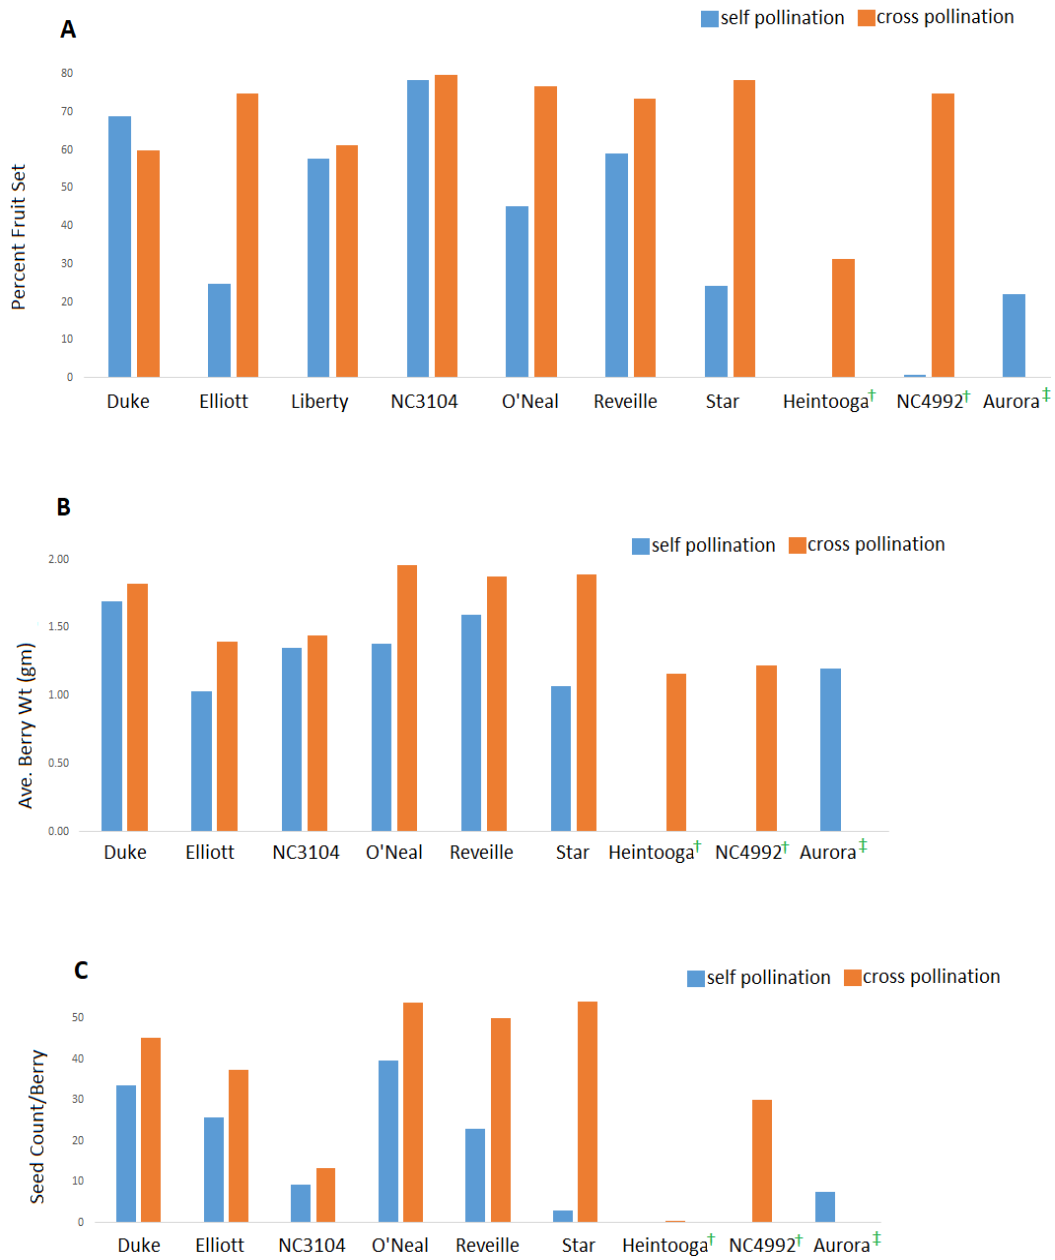 A
self pollination cross pollination
Percent Fruit Set
80
70
60
50
40
30
20
10
0
Duke Elliott Liberty NC3104 O'Neal Reveille Star Heintooga† NC4992† Aurora‡
B
self pollination cross pollination
Ave. Berry Wt (gm)
2.00
1.50
1.00
0.50
0.00
Duke Elliott NC3104 O'Neal Reveille Star Heintooga† NC4992† Aurora‡
C
self pollination cross pollination
Seed Count/Berry
50
40
30
20
10
0
Duke Elliott NC3104 O'Neal Reveille Star Heintooga† NC4992† Aurora‡